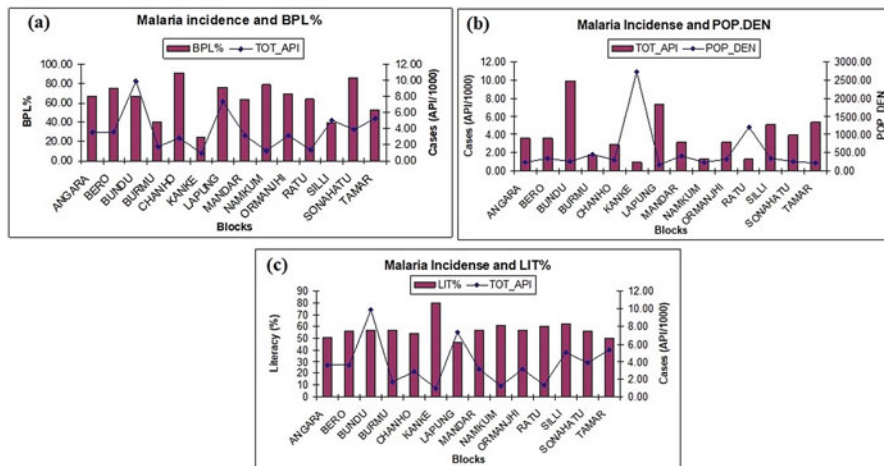 (a)
Malaria incidence and BPL%
BPL% TOT_API
BPL%
100.00
80.00
60.00
40.00
20.00
0.00
12.00
10.00
8.00
6.00
4.00
2.00
0.00
Cases (API/1000)
ANGARA
BERO
BUNDU
BURMU
CHANHO
KANKE
LAPUNG
MANDAR
NAMKUM
ORMANJHI
RATU
SILLI
SONAHATU
TAMAR
Blocks
(b)
Malaria Incidense and POP.DEN
TOT_API POP_DEN
Cases (API/1000)
12.00
10.00
8.00
6.00
4.00
2.00
0.00
3000.00
2500.00
2000.00
1500.00
1000.00
500.00
0.00
POP_DEN
ANGARA
BERO
BUNDU
BURMU
CHANHO
KANKE
LAPUNG
MANDAR
NAMKUM
ORMANJHI
RATU
SILLI
SONAHATU
TAMAR
Blocks
(c)
Malaria Incidense and LIT%
LIT% TOT_API
Literacy (%)
90
80
70
60
50
40
30
20
10
0
12.00
10.00
8.00
6.00
4.00
2.00
0.00
Cases (API/1000)
ANGARA
BERO
BUNDU
BURMU
CHANHO
KANKE
LAPUNG
MANDAR
NAMKUM
ORMANJHI
RATU
SILLI
SONAHATU
TAMAR
Blocks